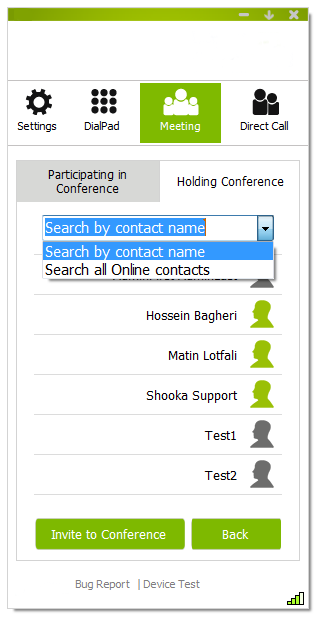 Settings
DialPad
Meeting
Direct Call
Participating in
Conference
Holding Conference
Search by contact name
Search by contact name
Search all Online contacts
Hossein Bagheri
Matin Lotfali
Shooka Support
Test1
Test2
Invite to Conference
Back
Bug Report | Device Test